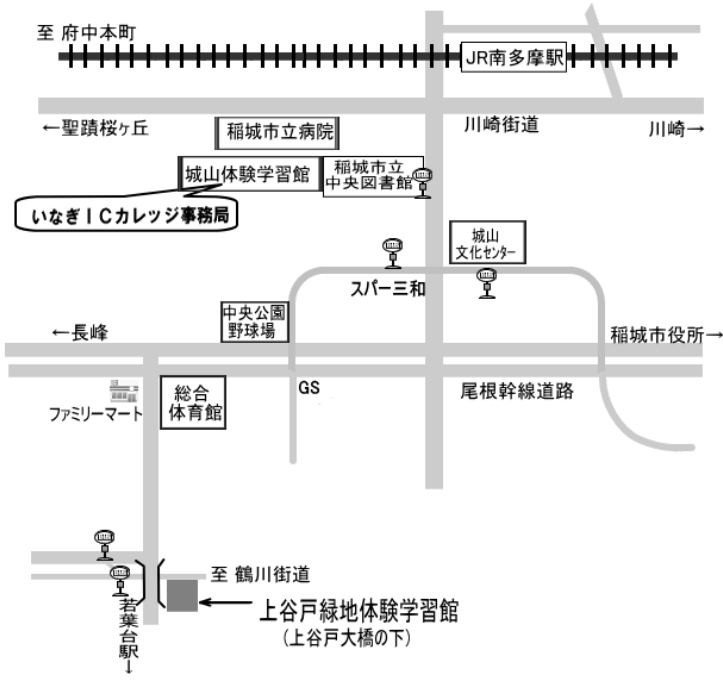 至 府中本町
JR南多摩駅
←聖蹟桜ヶ丘
稲城市立病院
川崎街道
川崎→
城山体験学習館
稲城市立
中央図書館
いなぎICカレッジ事務局
城山
文化センター
スパー三和
中央公園
野球場
←長峰
稲城市役所→
総合
体育館
GS
尾根幹線道路
ファミリーマート
至 鶴川街道
上谷戸緑地体験学習館
(上谷戸大橋の下)
若葉台駅→